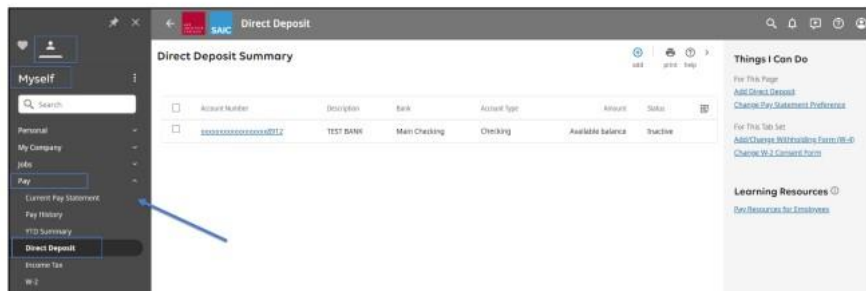 SAIC Direct Deposit
Myself
Search
Personal
My Company
Jobs
Pay
Current Pay Statement
Pay History
YTD Summary
Direct Deposit
Income Tax
W-2
Direct Deposit Summary
add print help
Account Number Description Bank Account Type Amount Status
TEST BANK Main Checking Checking Available balance Inactive
Things I Can Do
For This Page
Add Direct Deposit
Change Pay Statement Preference
For This Tab Set
Add/Change Withholding Form (W-4)
Change W-2 Consent Form
Learning Resources
Pay Resources for Employees